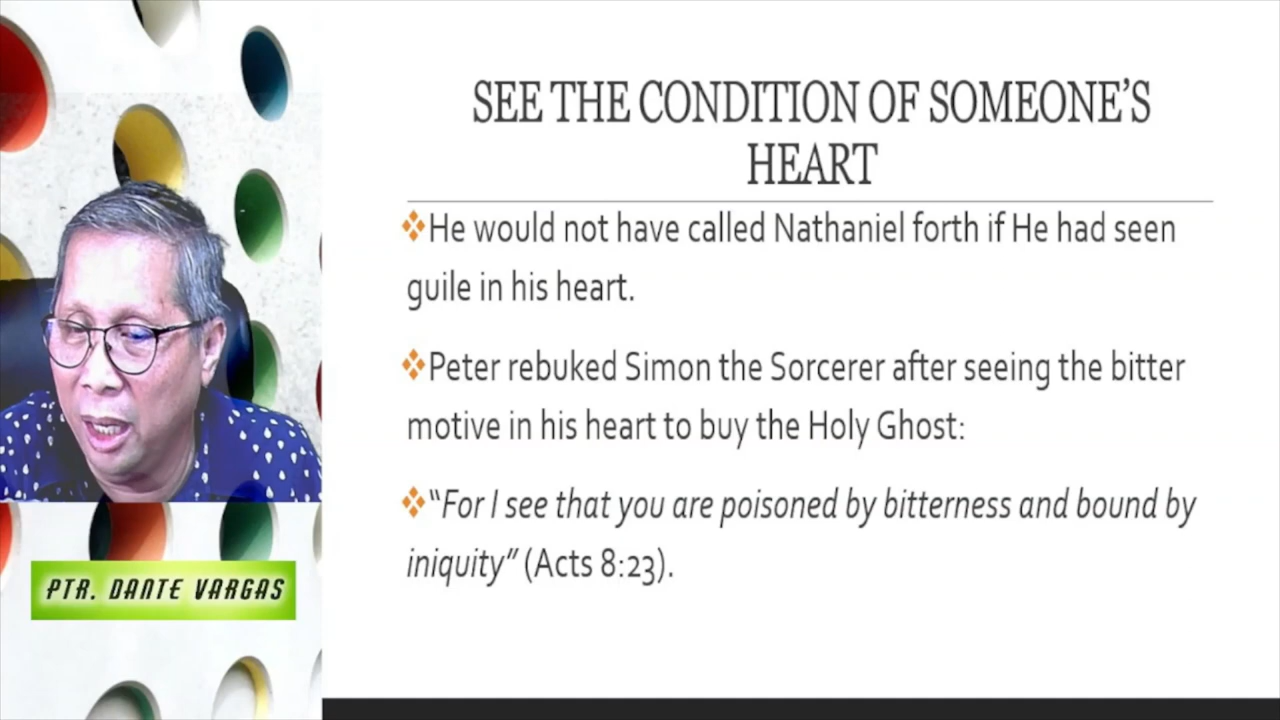 SEE THE CONDITION OF SOMEONE'S
HEART
❖He would not have called Nathaniel forth if He had seen
guile in his heart.
❖Peter rebuked Simon the Sorcerer after seeing the bitter
motive in his heart to buy the Holy Ghost:
❖“For I see that you are poisoned by bitterness and bound by
iniquity” (Acts 8:23).
PTR. DANTE VARGAS